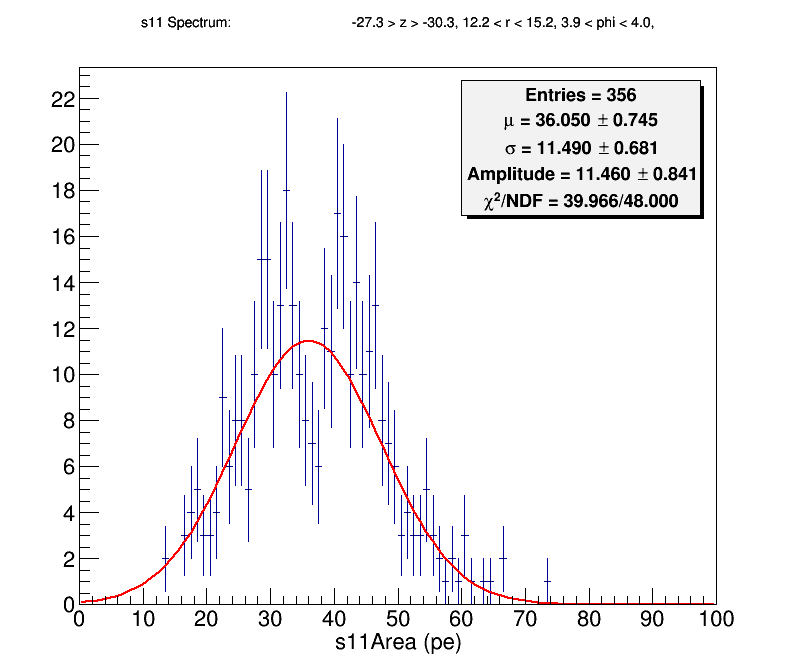 s11 Spectrum: -27.3 > z > -30.3, 12.2 < r < 15.2, 3.9 < phi < 4.0,
Entries = 356
μ = 36.050 ± 0.745
σ = 11.490 ± 0.681
Amplitude = 11.460 ± 0.841
χ²/NDF = 39.966/48.000
22
20
18
16
14
12
10
8
6
4
2
0
0 10 20 30 40 50 60 70 80 90 100
s11Area (pe)